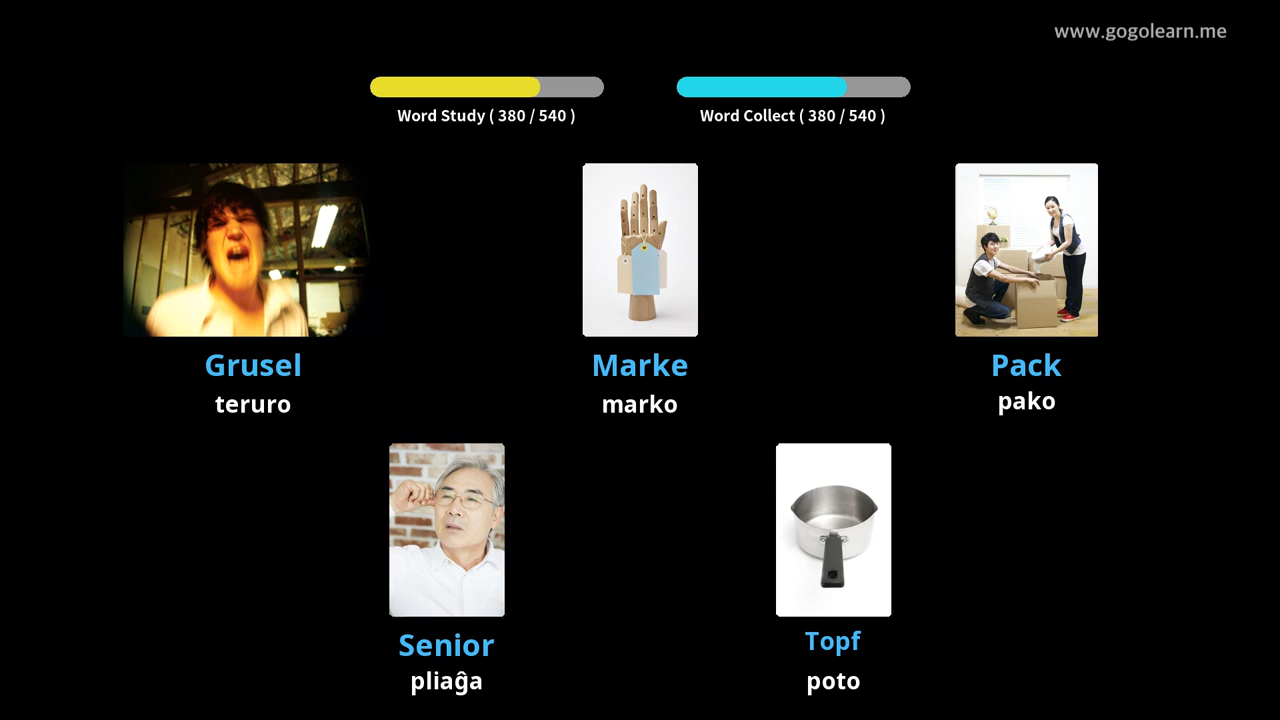 www.gogolearn.me
Word Study ( 380 / 540 )
Word Collect ( 380 / 540 )
Grusel
teruro
Marke
marko
Pack
pako
Senior
pliaĝa
Topf
poto